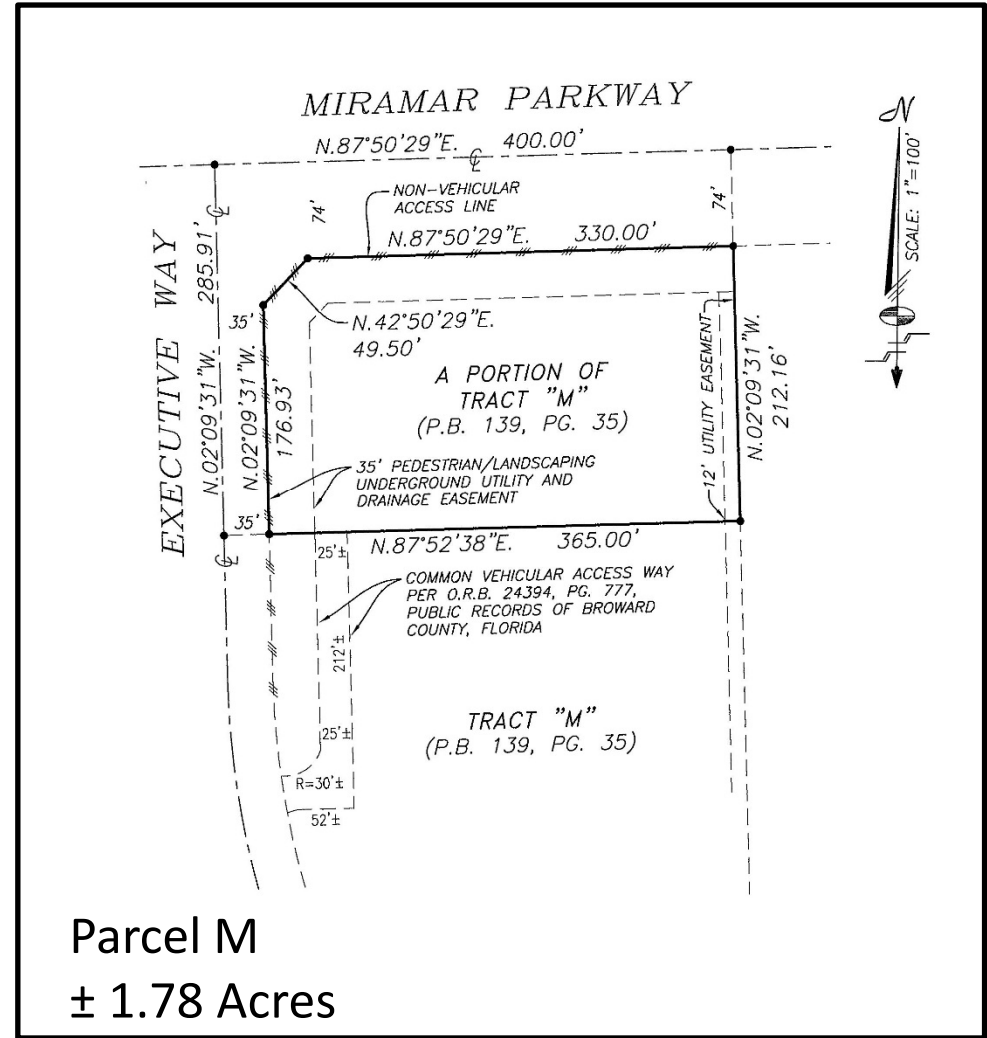 MIRAMAR PARKWAY
N.87°50'29"E. ℄ 400.00'
N
SCALE: 1"=100'
NON-VEHICULAR
ACCESS LINE
74'
74'
N.87°50'29"E. 330.00'
EXECUTIVE WAY
N.02°09'31"W. 285.91'
℄
35'
N.42°50'29"E.
49.50'
N.02°09'31"W.
176.93'
A PORTION OF
TRACT "M"
(P.B. 139, PG. 35)
12' UTILITY EASEMENT
N.02°09'31"W.
212.16'
35' PEDESTRIAN/LANDSCAPING
UNDERGROUND UTILITY AND
DRAINAGE EASEMENT
35'
℄
25'±
N.87°52'38"E. 365.00'
COMMON VEHICULAR ACCESS WAY
PER O.R.B. 24394, PG. 777,
PUBLIC RECORDS OF BROWARD
COUNTY, FLORIDA
212'±
TRACT "M"
(P.B. 139, PG. 35)
25'±
R=30'±
52'±
Parcel M
± 1.78 Acres